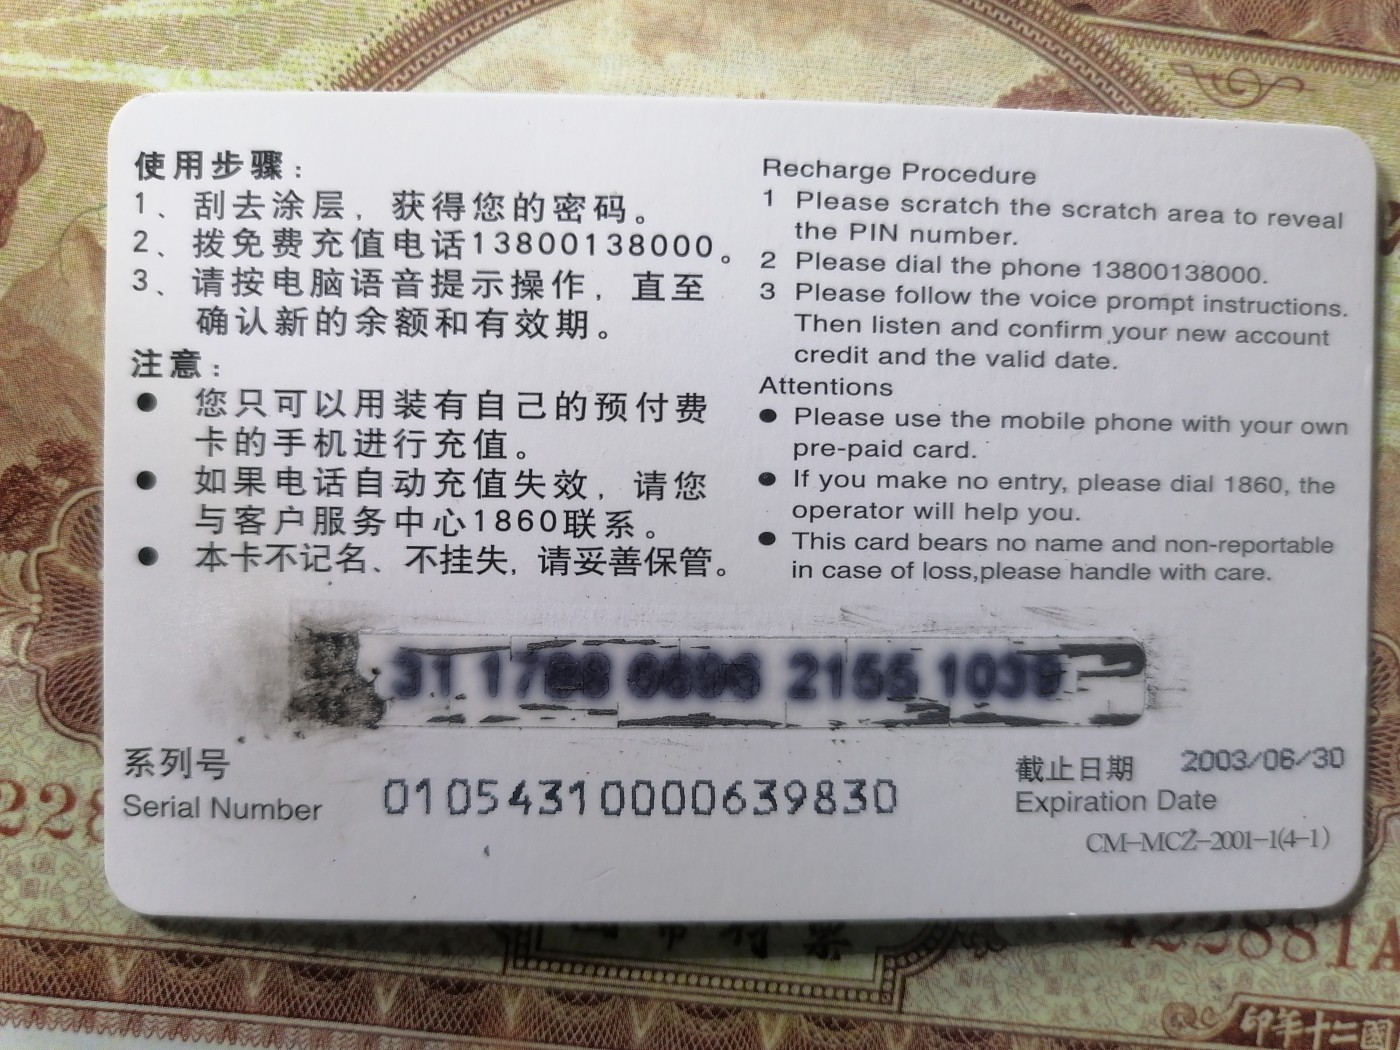 使用步骤：
1、刮去涂层，获得您的密码。
2、拨免费充值电话13800138000。
3、请按电脑语音提示操作，直至
确认新的余额和有效期。
注意：
● 您只可以用装有自己的预付费
卡的手机进行充值。
● 如果电话自动充值失效，请您
与客户服务中心1860联系。
● 本卡不记名、不挂失，请妥善保管。
Recharge Procedure
1 Please scratch the scratch area to reveal
the PIN number.
2 Please dial the phone 13800138000.
3 Please follow the voice prompt instructions.
Then listen and confirm your new account
credit and the valid date.
Attentions
● Please use the mobile phone with your own
pre-paid card.
● If you make no entry, please dial 1860, the
operator will help you.
● This card bears no name and non-reportable
in case of loss,please handle with care.
2155 1039
系列号
Serial Number
01054310000639830
截止日期 2003/06/30
Expiration Date
CM-MCZ-2001-1(4-1)
422881A
印年十二國